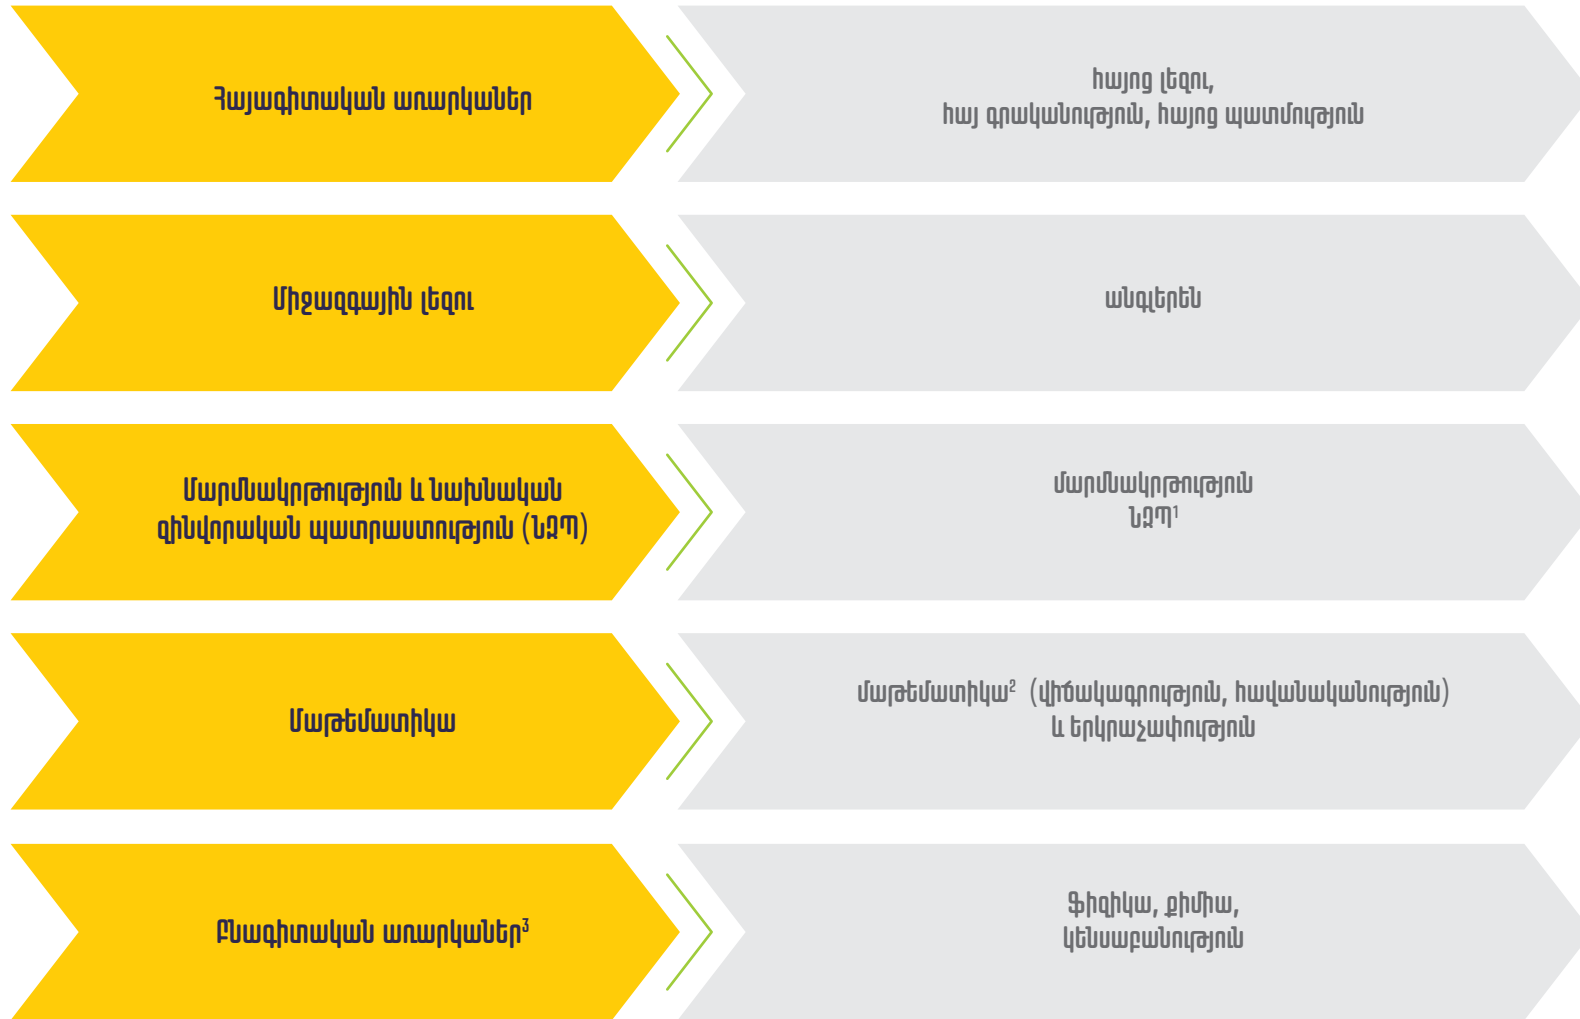 Հայագիտական առարկաներ
հայոց լեզու,
հայ գրականություն, հայոց պատմություն
Միջազգային լեզու
անգլերեն
Մարմնակրթություն և նախնական
զինվորական պատրաստություն (ՆԶՊ)
մարմնակրթություն
ՆԶՊ¹
Մաթեմատիկա
մաթեմատիկա² (վիճակագրություն, հավանականություն)
և երկրաչափություն
Բնագիտական առարկաներ³
Ֆիզիկա, քիմիա,
կենսաբանություն